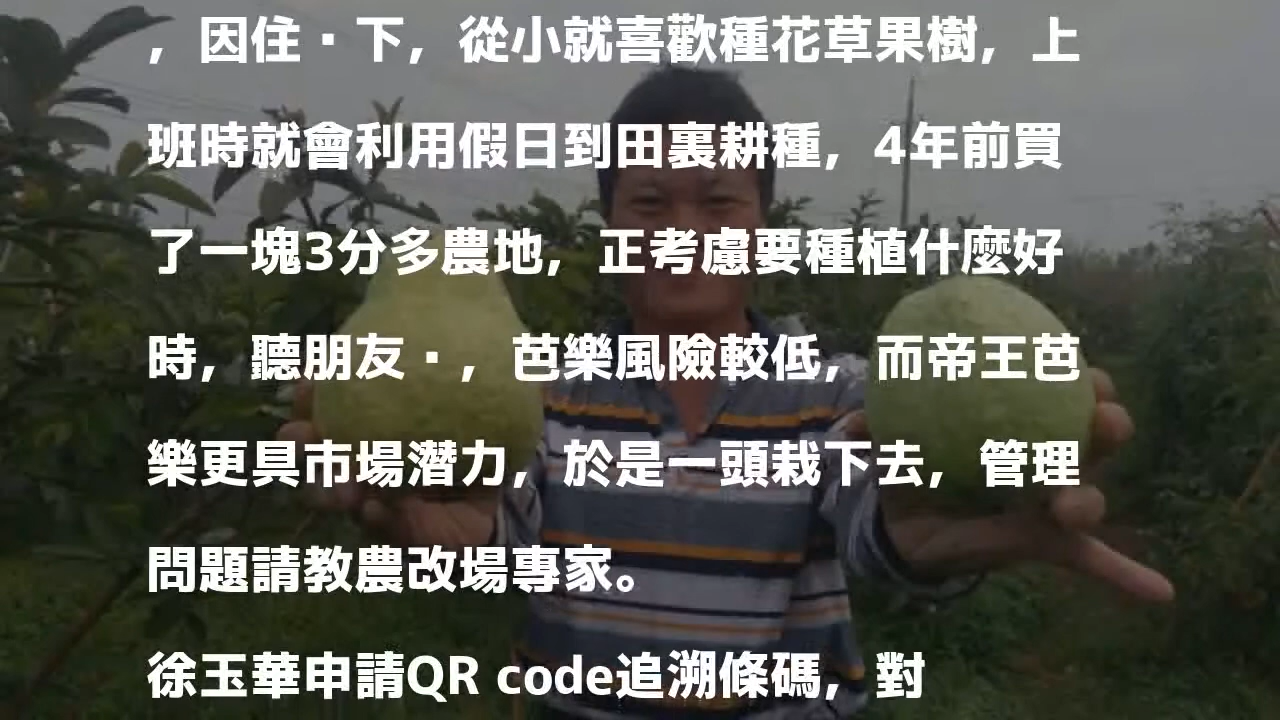 ，因住·下，從小就喜歡種花草果樹，上
班時就會利用假日到田裏耕種，4年前買
了一塊3分多農地，正考慮要種植什麼好
時，聽朋友·，芭樂風險較低，而帝王芭
樂更具市場潛力，於是一頭栽下去，管理
問題請教農改場專家。
徐玉華申請QR code追溯條碼，對